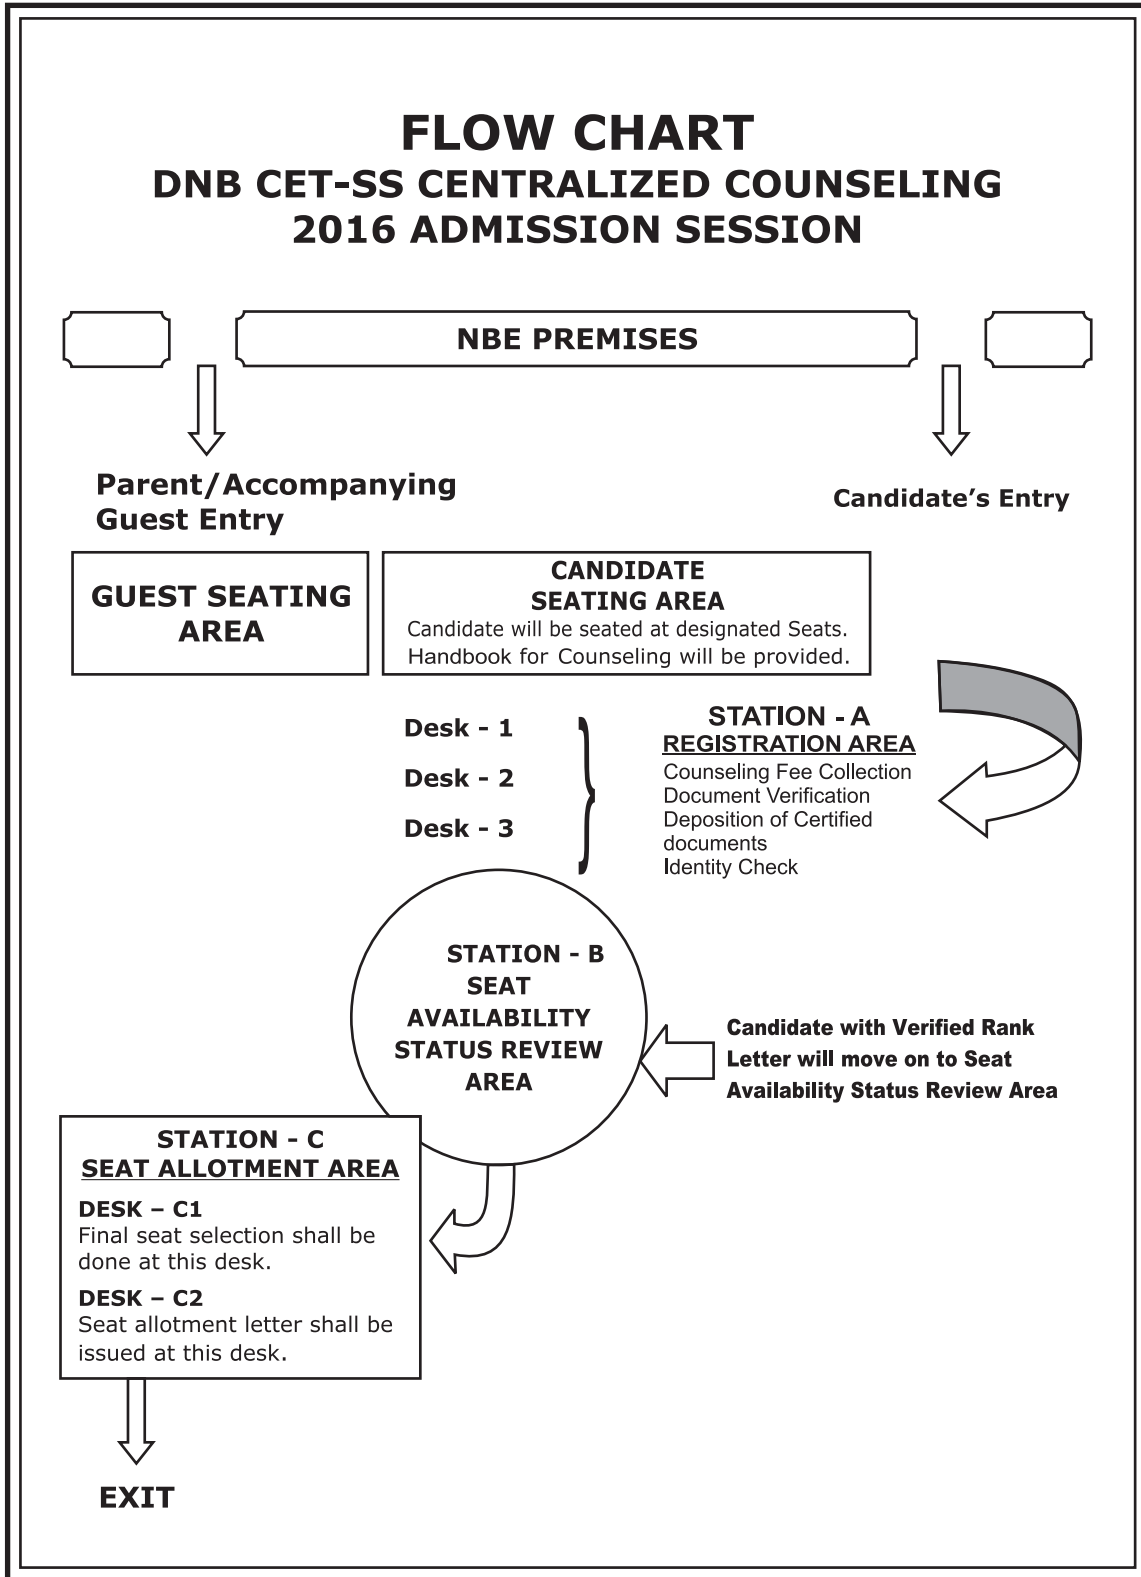 FLOW CHART
DNB CET-SS CENTRALIZED COUNSELING
2016 ADMISSION SESSION
NBE PREMISES
Parent/Accompanying
Guest Entry
Candidate’s Entry
GUEST SEATING
AREA
CANDIDATE
SEATING AREA
Candidate will be seated at designated Seats.
Handbook for Counseling will be provided.
Desk - 1
Desk - 2
Desk - 3
STATION - A
REGISTRATION AREA
Counseling Fee Collection
Document Verification
Deposition of Certified
documents
Identity Check
STATION - B
SEAT
AVAILABILITY
STATUS REVIEW
AREA
Candidate with Verified Rank
Letter will move on to Seat
Availability Status Review Area
STATION - C
SEAT ALLOTMENT AREA
DESK – C1
Final seat selection shall be
done at this desk.
DESK – C2
Seat allotment letter shall be
issued at this desk.
EXIT